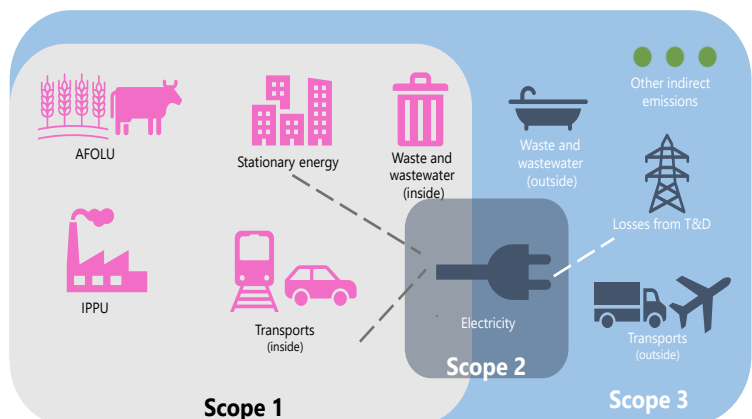 AFOLU
Stationary energy
Waste and
wastewater
(inside)
Waste and
wastewater
(outside)
Other indirect
emissions
Losses from T&D
IPPU
Transports
(inside)
Electricity
Transports
(outside)
Scope 1
Scope 2
Scope 3